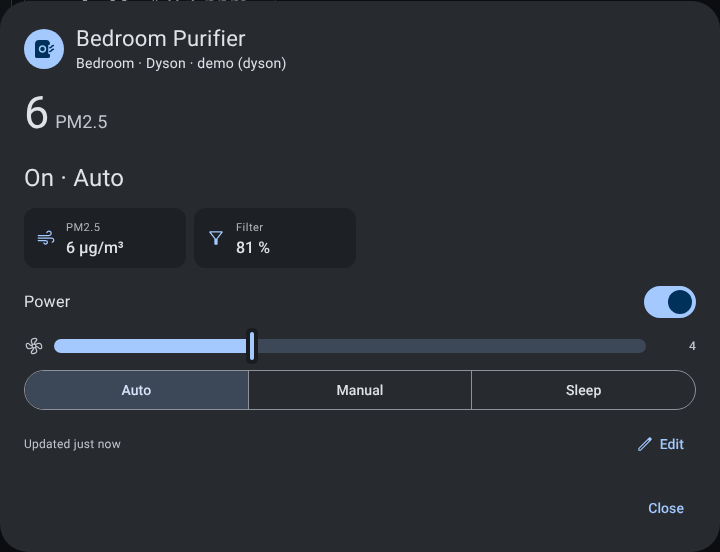 Bedroom Purifier
Bedroom · Dyson · demo (dyson)
6 PM2.5
On · Auto
PM2.5
6 µg/m³
Filter
81 %
Power
4
Auto
Manual
Sleep
Updated just now
Edit
Close